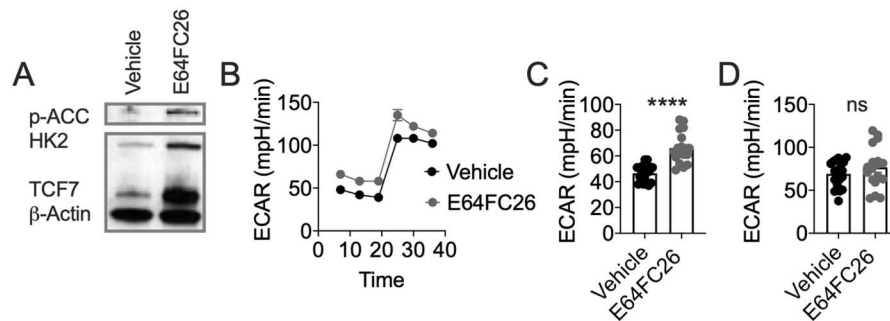 A
Vehicle
E64FC26
p-ACC
HK2
TCF7
β-Actin
B
ECAR (mpH/min)
150
100
50
0
0 10 20 30 40
Time
Vehicle
E64FC26
C
ECAR (mpH/min)
100
80
60
40
20
0
****
Vehicle
E64FC26
D
ECAR (mpH/min)
150
100
50
0
ns
Vehicle
E64FC26